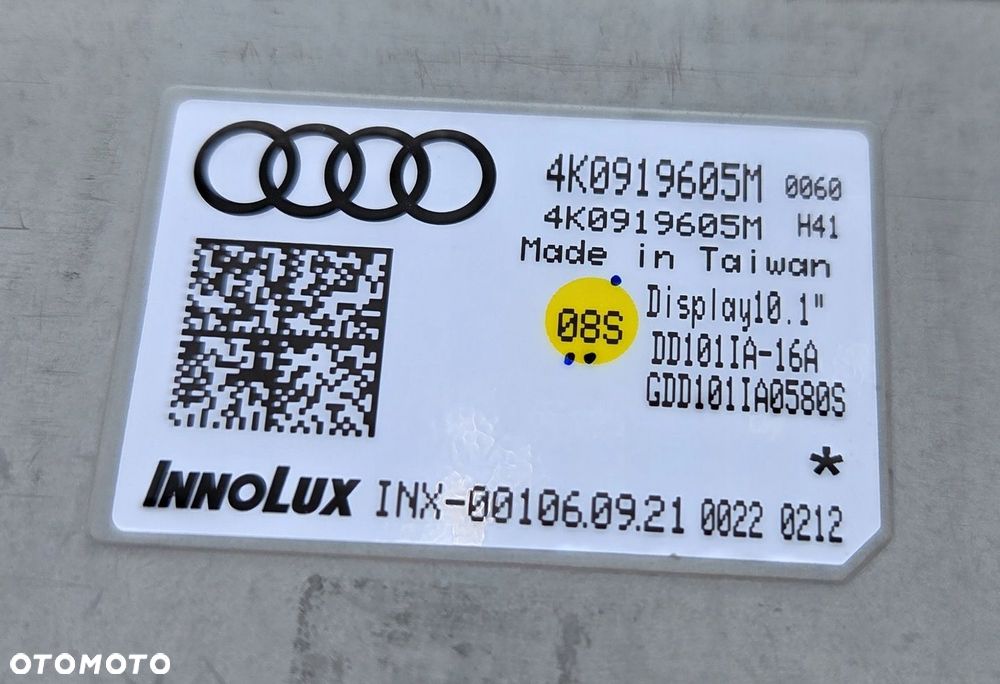 4K0919605M 0060
4K0919605M H41
Made in Taiwan
08S
Display10.1"
DD101IA-16A
GDD101IA0580S
*
INNOLUX INX-00106.09.21 0022 0212
OTOMOTO